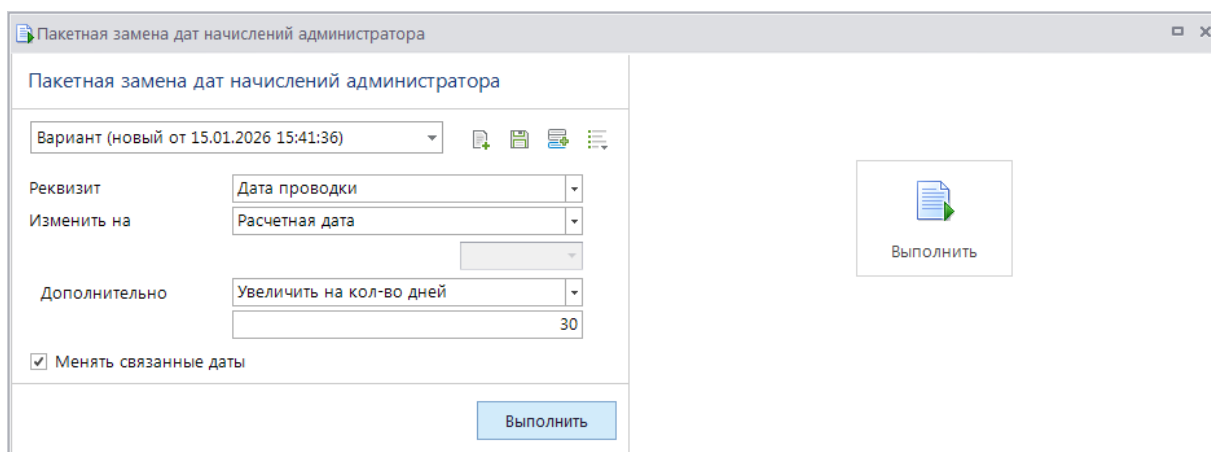 Пакетная замена дат начислений администратора
Пакетная замена дат начислений администратора
Вариант (новый от 15.01.2026 15:41:36)
Реквизит Дата проводки
Изменить на Расчетная дата
Дополнительно Увеличить на кол-во дней
30
Менять связанные даты
Выполнить
Выполнить